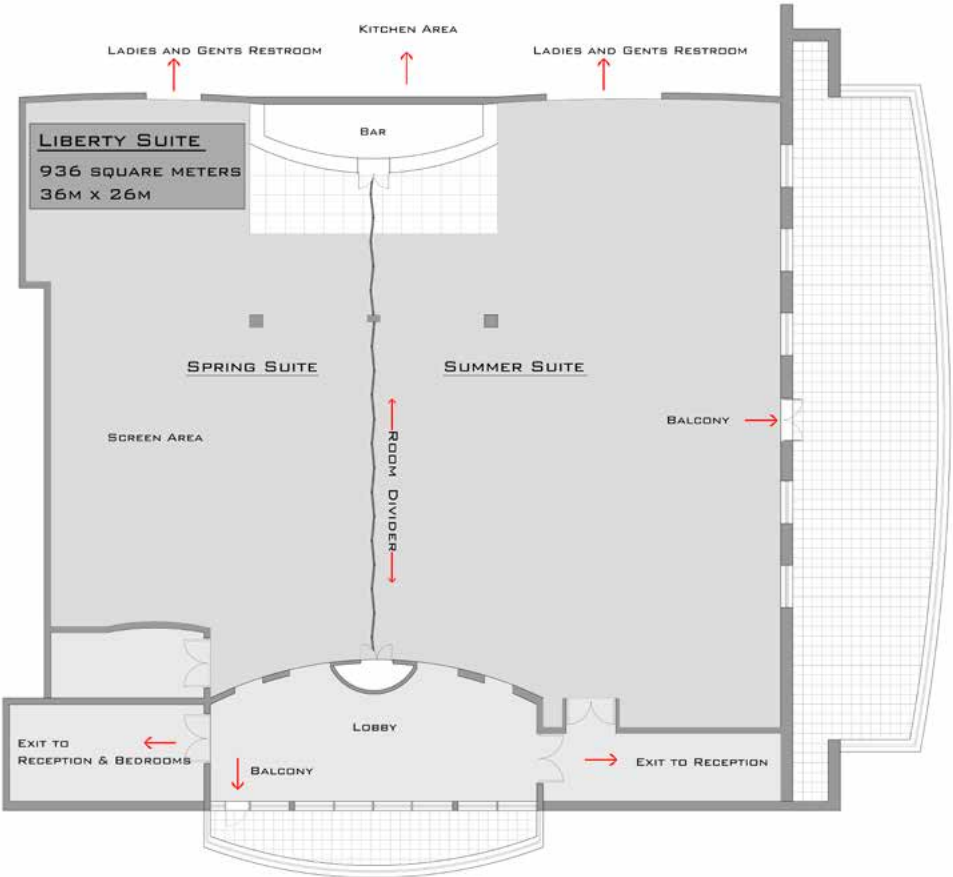 Kitchen Area
Ladies and Gents Restroom
Ladies and Gents Restroom
Bar
Liberty Suite
936 square meters
36m x 26m
Spring Suite
Summer Suite
Balcony
Screen Area
Room Divider
Lobby
Exit to
Reception & Bedrooms
Balcony
Exit to Reception